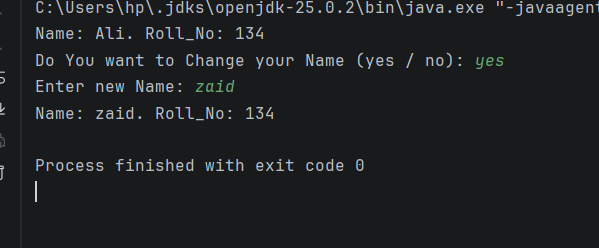 C:\Users\hp\.jdks\openjdk-25.0.2\bin\java.exe "-javaagent
Name: Ali. Roll_No: 134
Do You want to Change your Name (yes / no): yes
Enter new Name: zaid
Name: zaid. Roll_No: 134
Process finished with exit code 0